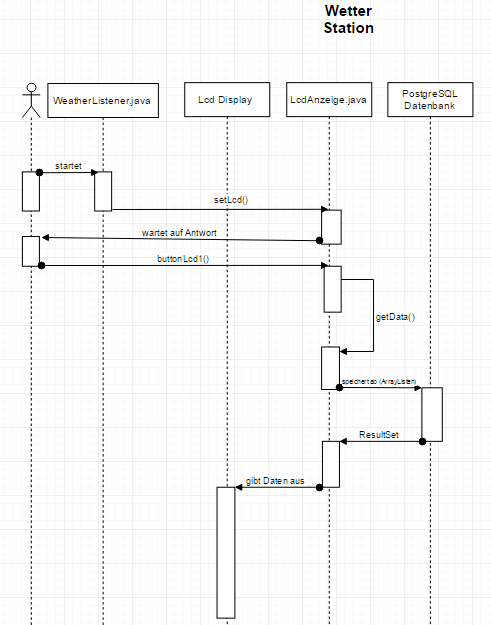 Wetter
Station
WeatherListener.java
Lcd Display
LcdAnzeige.java
PostgreSQL
Datenbank
startet
setLcd()
wartet auf Antwort
buttonLcd1()
getData()
speichert ab (ArrayListen)
ResultSet
gibt Daten aus